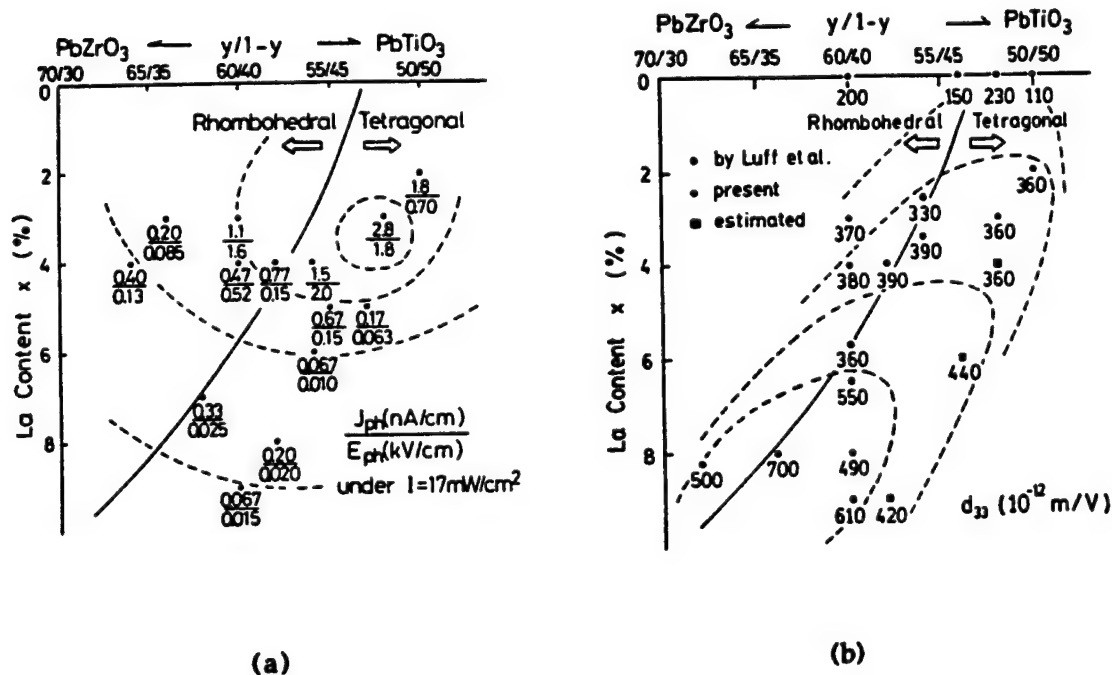 PbZrO3 ← y/1-y → PbTiO3
70/30 65/35 60/40 55/45 50/50
0
2
4
6
8
La Content x (%)
Rhombohedral Tetragonal
1.8
0.70
2.8
1.8
0.20
0.085
1.1
1.6
0.40
0.13
0.47
0.52
0.77
0.15
1.5
2.0
0.67
0.15
0.17
0.063
0.067
0.010
0.33
0.025
0.20
0.020
0.067
0.015
Jph(nA/cm)
Eph(kV/cm)
under I=17mW/cm²
(a)
PbZrO3 ← y/1-y → PbTiO3
70/30 65/35 60/40 55/45 50/50
0
2
4
6
8
La Content x (%)
200 150 230 110
Rhombohedral Tetragonal
• by Luff et al.
• present
■ estimated
360
330
370 390 360
380 390 360
360 440
550
500 700 490
610 420
d33 (10⁻¹² m/V)
(b)